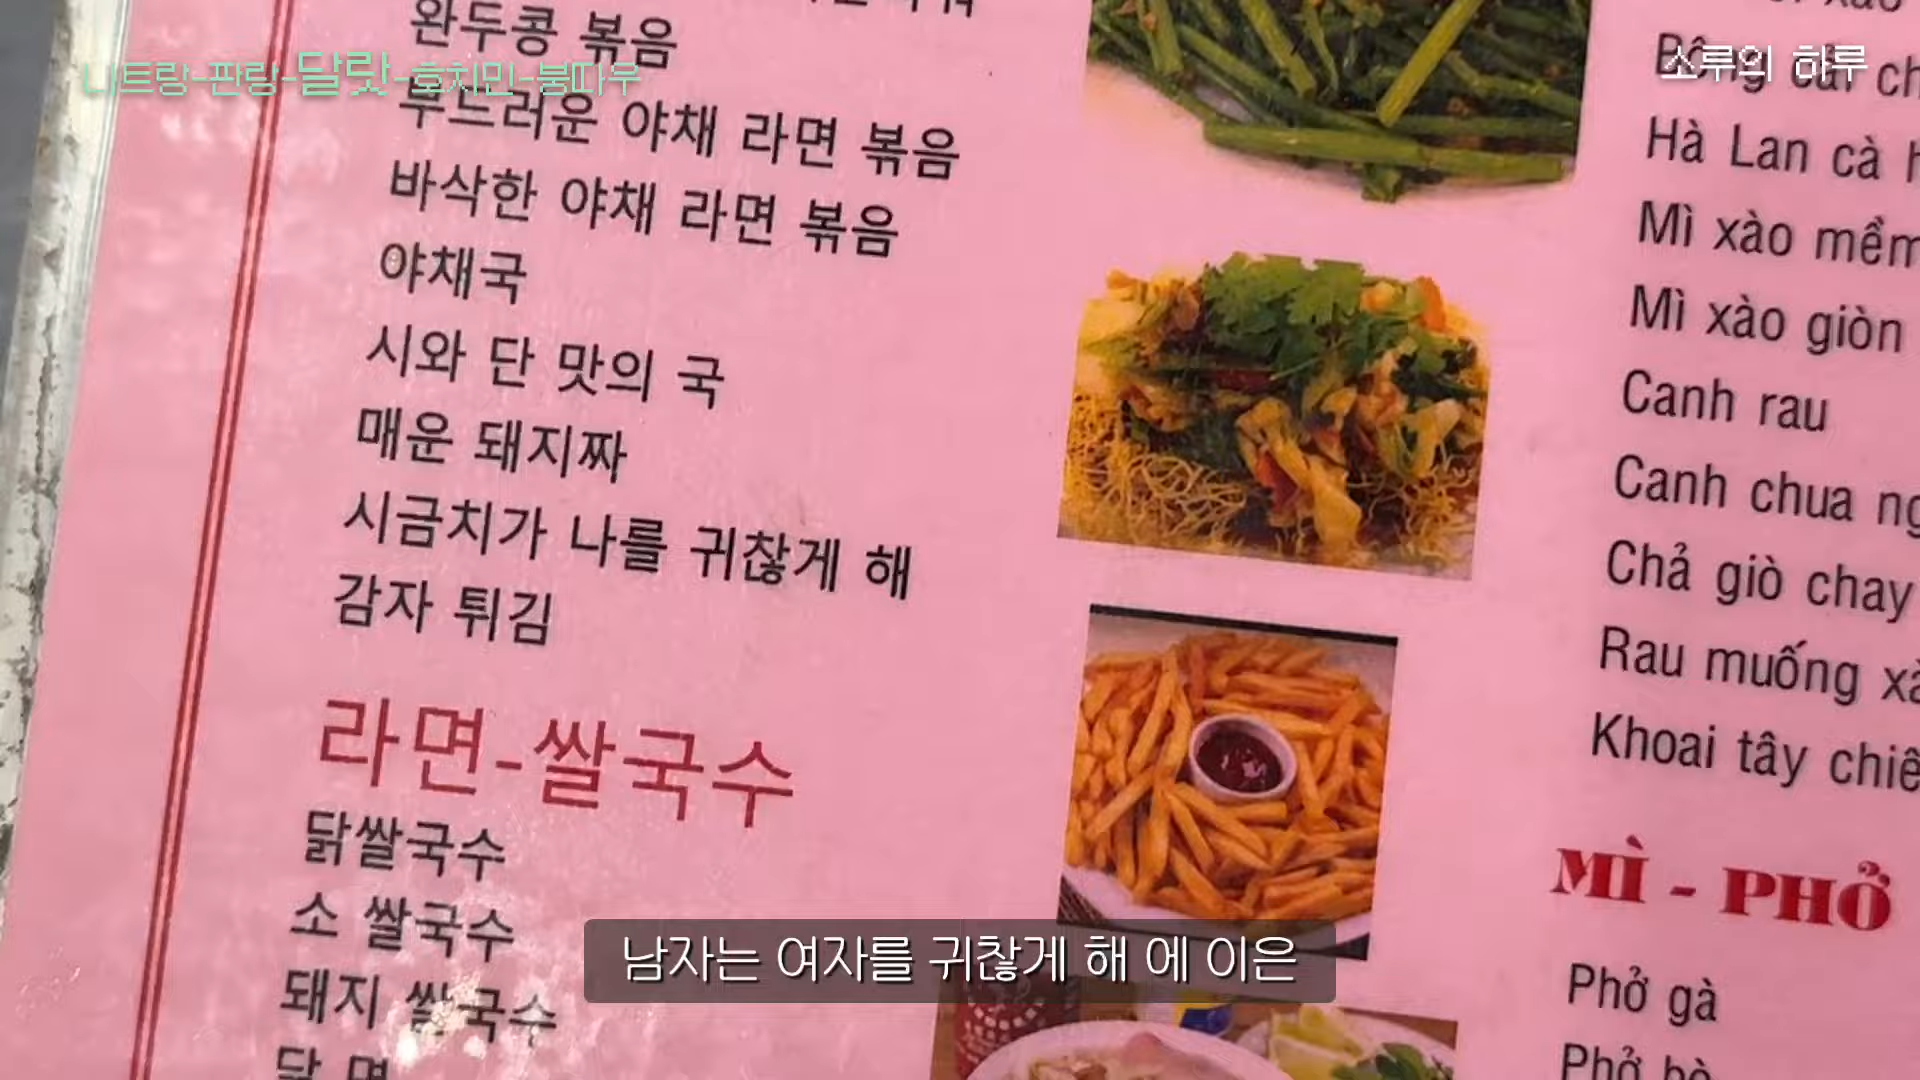 나트랑-판랑-달랏-호치민-붕따우
소루의 하루
완두콩 볶음
부드러운 야채 라면 볶음
바삭한 야채 라면 볶음
야채국
시와 단 맛의 국
매운 돼지짜
시금치가 나를 귀찮게 해
감자 튀김
라면-쌀국수
닭쌀국수
소 쌀국수
돼지 쌀국수
닭 면
Hà Lan cà
Mì xào mềm
Mì xào giòn
Canh rau
Canh chua
Chả giò chay
Rau muống
Khoai tây
MÌ - PHỞ
Phở gà
Phở bò
남자는 여자를 귀찮게 해 에 이은